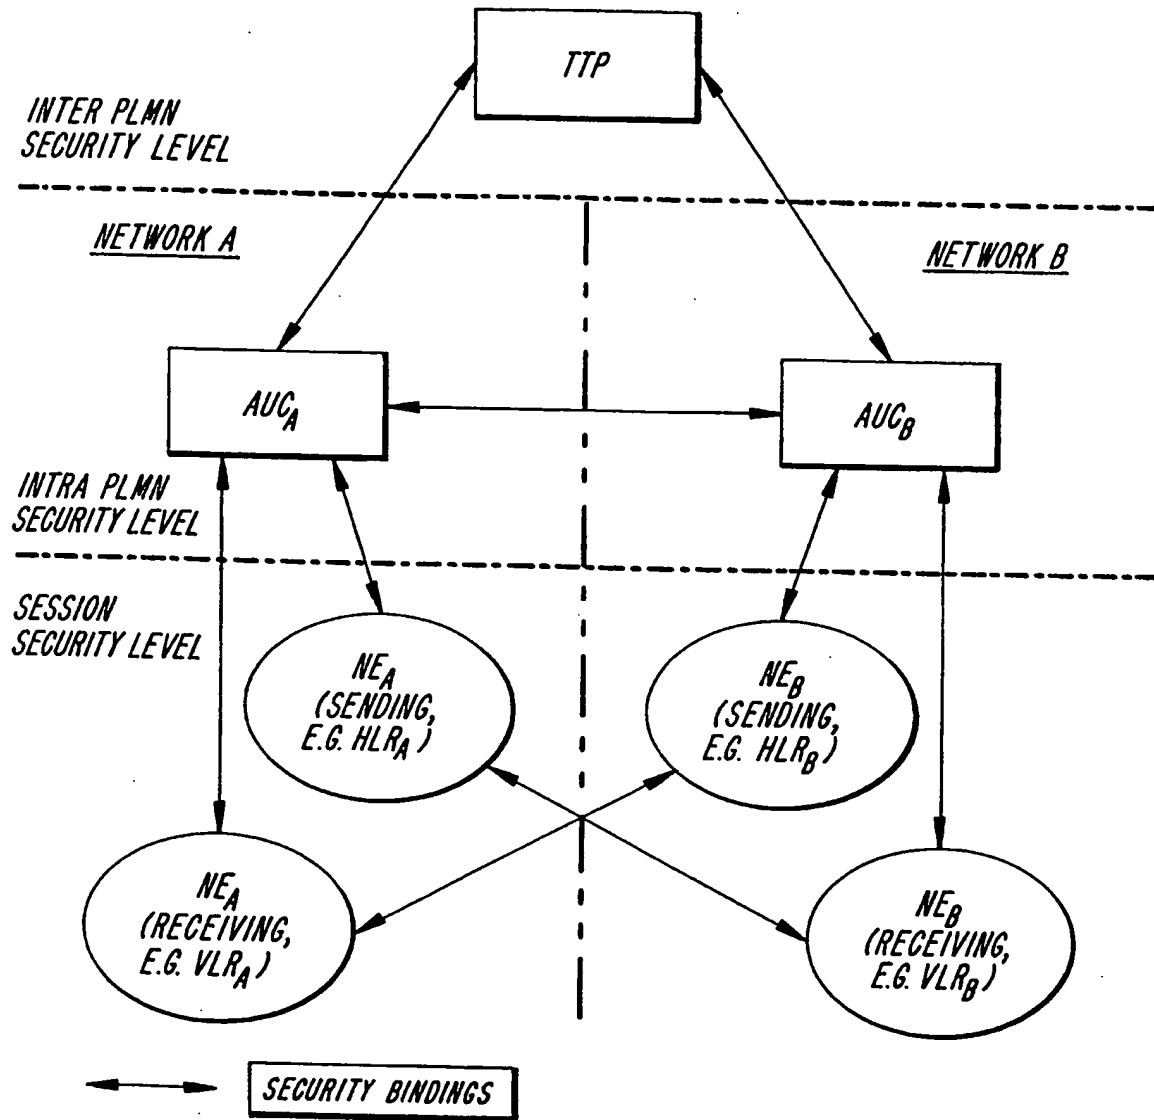 TTP
INTER PLMN
SECURITY LEVEL
NETWORK A
NETWORK B
AUC_A
AUC_B
INTRA PLMN
SECURITY LEVEL
SESSION
SECURITY LEVEL
NE_A
(SENDING,
E.G. HLR_A)
NE_B
(SENDING,
E.G. HLR_B)
NE_A
(RECEIVING,
E.G. VLR_A)
NE_B
(RECEIVING,
E.G. VLR_B)
SECURITY BINDINGS